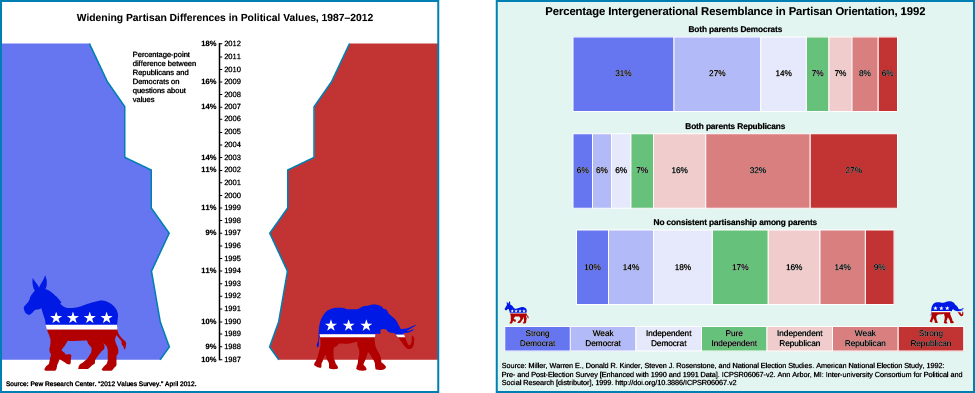 Widening Partisan Differences in Political Values, 1987–2012
Percentage-point
difference between
Republicans and
Democrats on
questions about
values
18% 2012
2011
2010
16% 2009
2008
14% 2007
2006
2005
2004
14% 2003
11% 2002
2001
2000
11% 1999
1998
9% 1997
1996
1995
11% 1994
1993
1992
1991
10% 1990
1989
9% 1988
10% 1987
Source: Pew Research Center. "2012 Values Survey." April 2012.
Percentage Intergenerational Resemblance in Partisan Orientation, 1992
Both parents Democrats
31% 27% 14% 7% 7% 8% 6%
Both parents Republicans
6% 6% 6% 7% 16% 32% 27%
No consistent partisanship among parents
10% 14% 18% 17% 16% 14% 9%
Strong Weak Independent Pure Independent Weak Strong
Democrat Democrat Democrat Independent Republican Republican Republican
Source: Miller, Warren E., Donald R. Kinder, Steven J. Rosenstone, and National Election Studies. American National Election Study, 1992:
Pre- and Post-Election Survey [Enhanced with 1990 and 1991 Data]. ICPSR06067-v2. Ann Arbor, MI: Inter-university Consortium for Political and
Social Research [distributor], 1999. http://doi.org/10.3886/ICPSR06067.v2